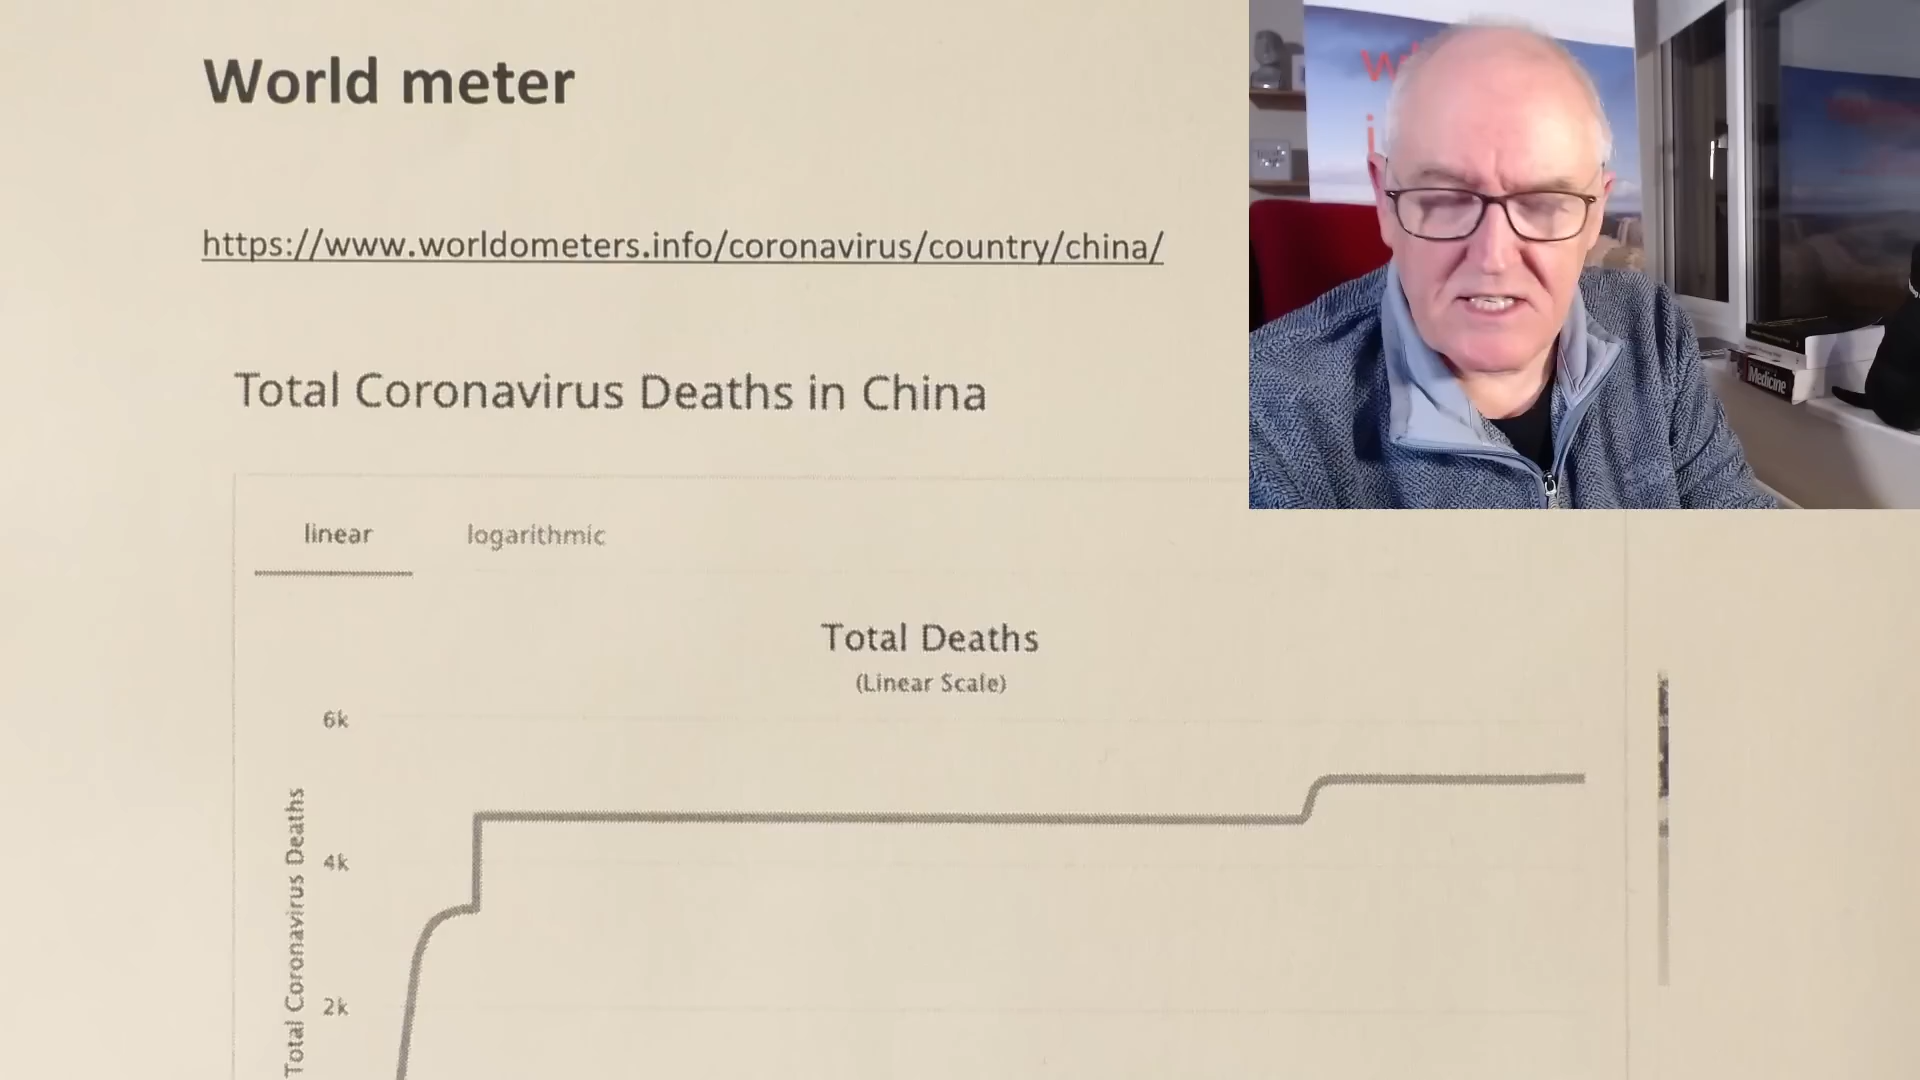 World meter
https://www.worldometers.info/coronavirus/country/china/
Total Coronavirus Deaths in China
linear
logarithmic
Total Deaths
(Linear Scale)
6k
4k
2k
Total Coronavirus Deaths
Medicine